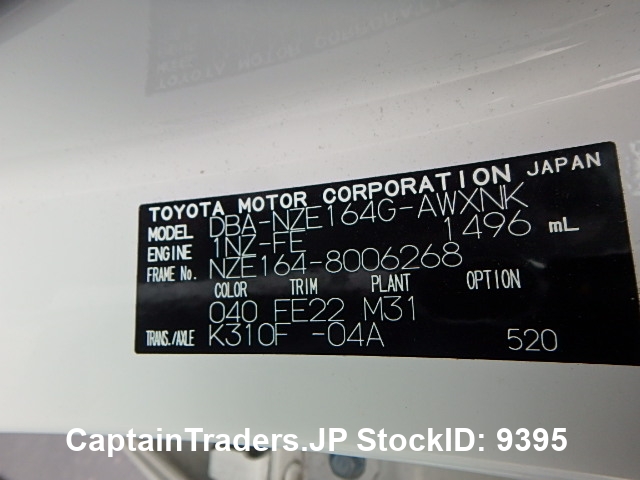 TOYOTA MOTOR CORPORATION JAPAN
MODEL DBA-NZE164G-AWXNK
ENGINE 1NZ-FE 1496 mL
FRAME No. NZE164-8006268
COLOR TRIM PLANT OPTION
040 FE22 M31
TRANS./AXLE K310F -04A 520
CaptainTraders.JP StockID: 9395